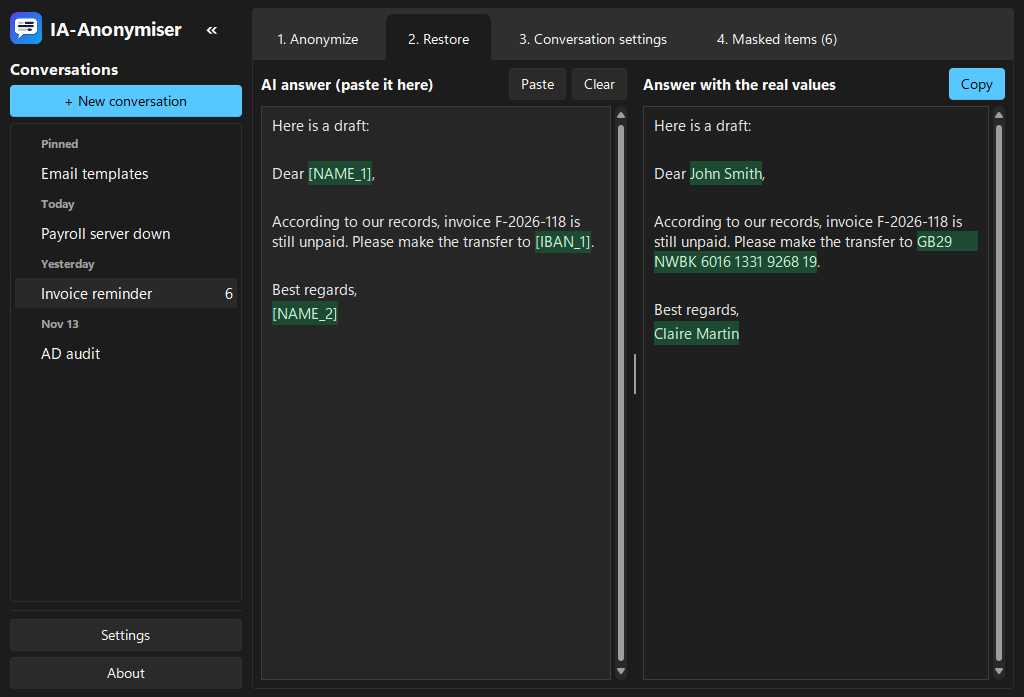 IA-Anonymiser «
Conversations
+ New conversation
Pinned
Email templates
Today
Payroll server down
Yesterday
Invoice reminder 6
Nov 13
AD audit
Settings
About
1. Anonymize 2. Restore 3. Conversation settings 4. Masked items (6)
AI answer (paste it here) Paste Clear
Here is a draft:
Dear [NAME_1],
According to our records, invoice F-2026-118 is
still unpaid. Please make the transfer to [IBAN_1].
Best regards,
[NAME_2]
Answer with the real values Copy
Here is a draft:
Dear John Smith,
According to our records, invoice F-2026-118 is
still unpaid. Please make the transfer to GB29
NWBK 6016 1331 9268 19.
Best regards,
Claire Martin